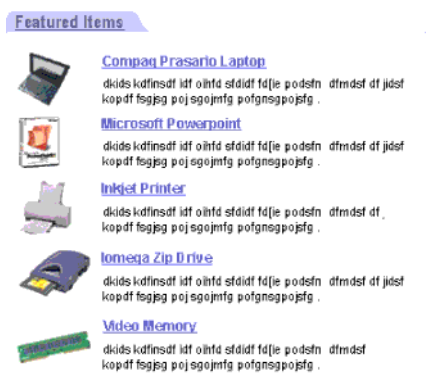 Featured Items
Compaq Prasario Laptop
dkids kdfinsdf idf oihfd sfdidf fd[ie podsfn dfmdsf df jidsf
kopdf fsgjsg poj sgojmfg pofgnsgpojsfg .
Microsoft Powerpoint
dkids kdfinsdf idf oihfd sfdidf fd[ie podsfn dfmdsf df jidsf
kopdf fsgjsg poj sgojmfg pofgnsgpojsfg .
Inkjet Printer
dkids kdfinsdf idf oihfd sfdidf fd[ie podsfn dfmdsf df
kopdf fsgjsg poj sgojmfg pofgnsgpojsfg .
Iomega Zip Drive
dkids kdfinsdf idf oihfd sfdidf fd[ie podsfn dfmdsf df jidsf
kopdf fsgjsg poj sgojmfg pofgnsgpojsfg .
Video Memory
dkids kdfinsdf idf oihfd sfdidf fd[ie podsfn dfmdsf
kopdf fsgjsg poj sgojmfg pofgnsgpojsfg .